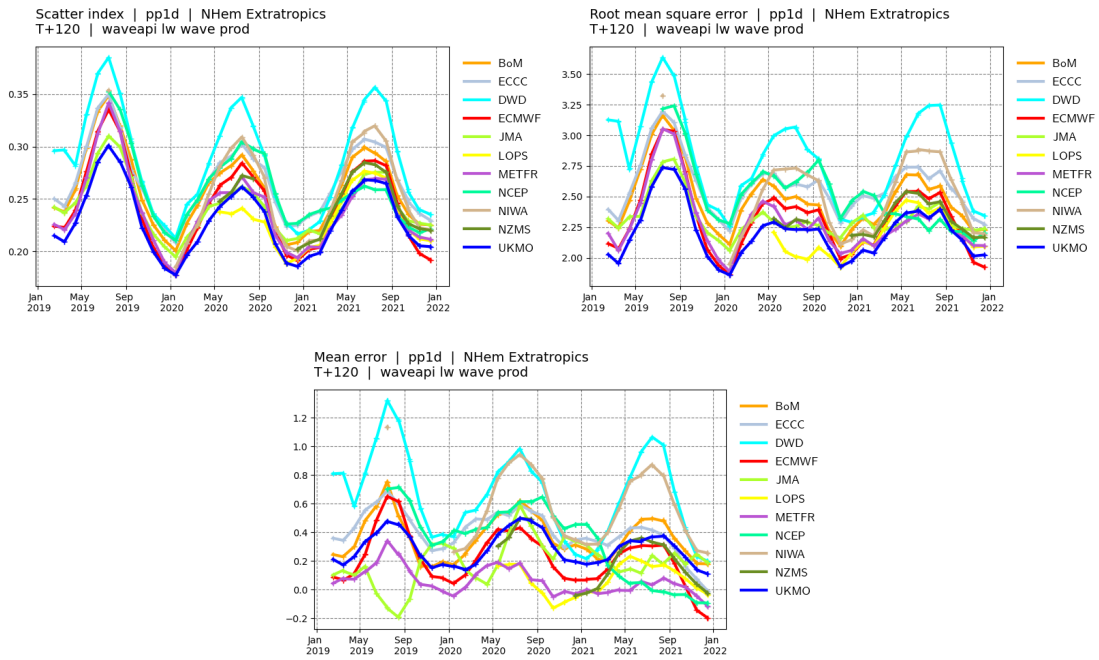 Scatter index | pp1d | NHem Extratropics
T+120 | waveapi lw wave prod
0.35
0.30
0.25
0.20
Jan 2019
May 2019
Sep 2019
Jan 2020
May 2020
Sep 2020
Jan 2021
May 2021
Sep 2021
Jan 2022
BoM
ECCC
DWD
ECMWF
JMA
LOPS
METFR
NCEP
NIWA
NZMS
UKMO
Root mean square error | pp1d | NHem Extratropics
T+120 | waveapi lw wave prod
3.50
3.25
3.00
2.75
2.50
2.25
2.00
Jan 2019
May 2019
Sep 2019
Jan 2020
May 2020
Sep 2020
Jan 2021
May 2021
Sep 2021
Jan 2022
BoM
ECCC
DWD
ECMWF
JMA
LOPS
METFR
NCEP
NIWA
NZMS
UKMO
Mean error | pp1d | NHem Extratropics
T+120 | waveapi lw wave prod
1.2
1.0
0.8
0.6
0.4
0.2
0.0
−0.2
Jan 2019
May 2019
Sep 2019
Jan 2020
May 2020
Sep 2020
Jan 2021
May 2021
Sep 2021
Jan 2022
BoM
ECCC
DWD
ECMWF
JMA
LOPS
METFR
NCEP
NIWA
NZMS
UKMO